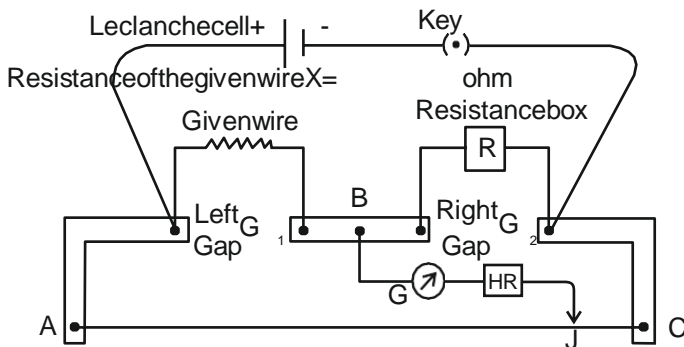 Leclanchecell+ - Key
ResistanceofthegivenwireX= ohm
Resistancebox
Givenwire
R
B
Left G Gap 1
Right G Gap 2
G
HR
A
J
C